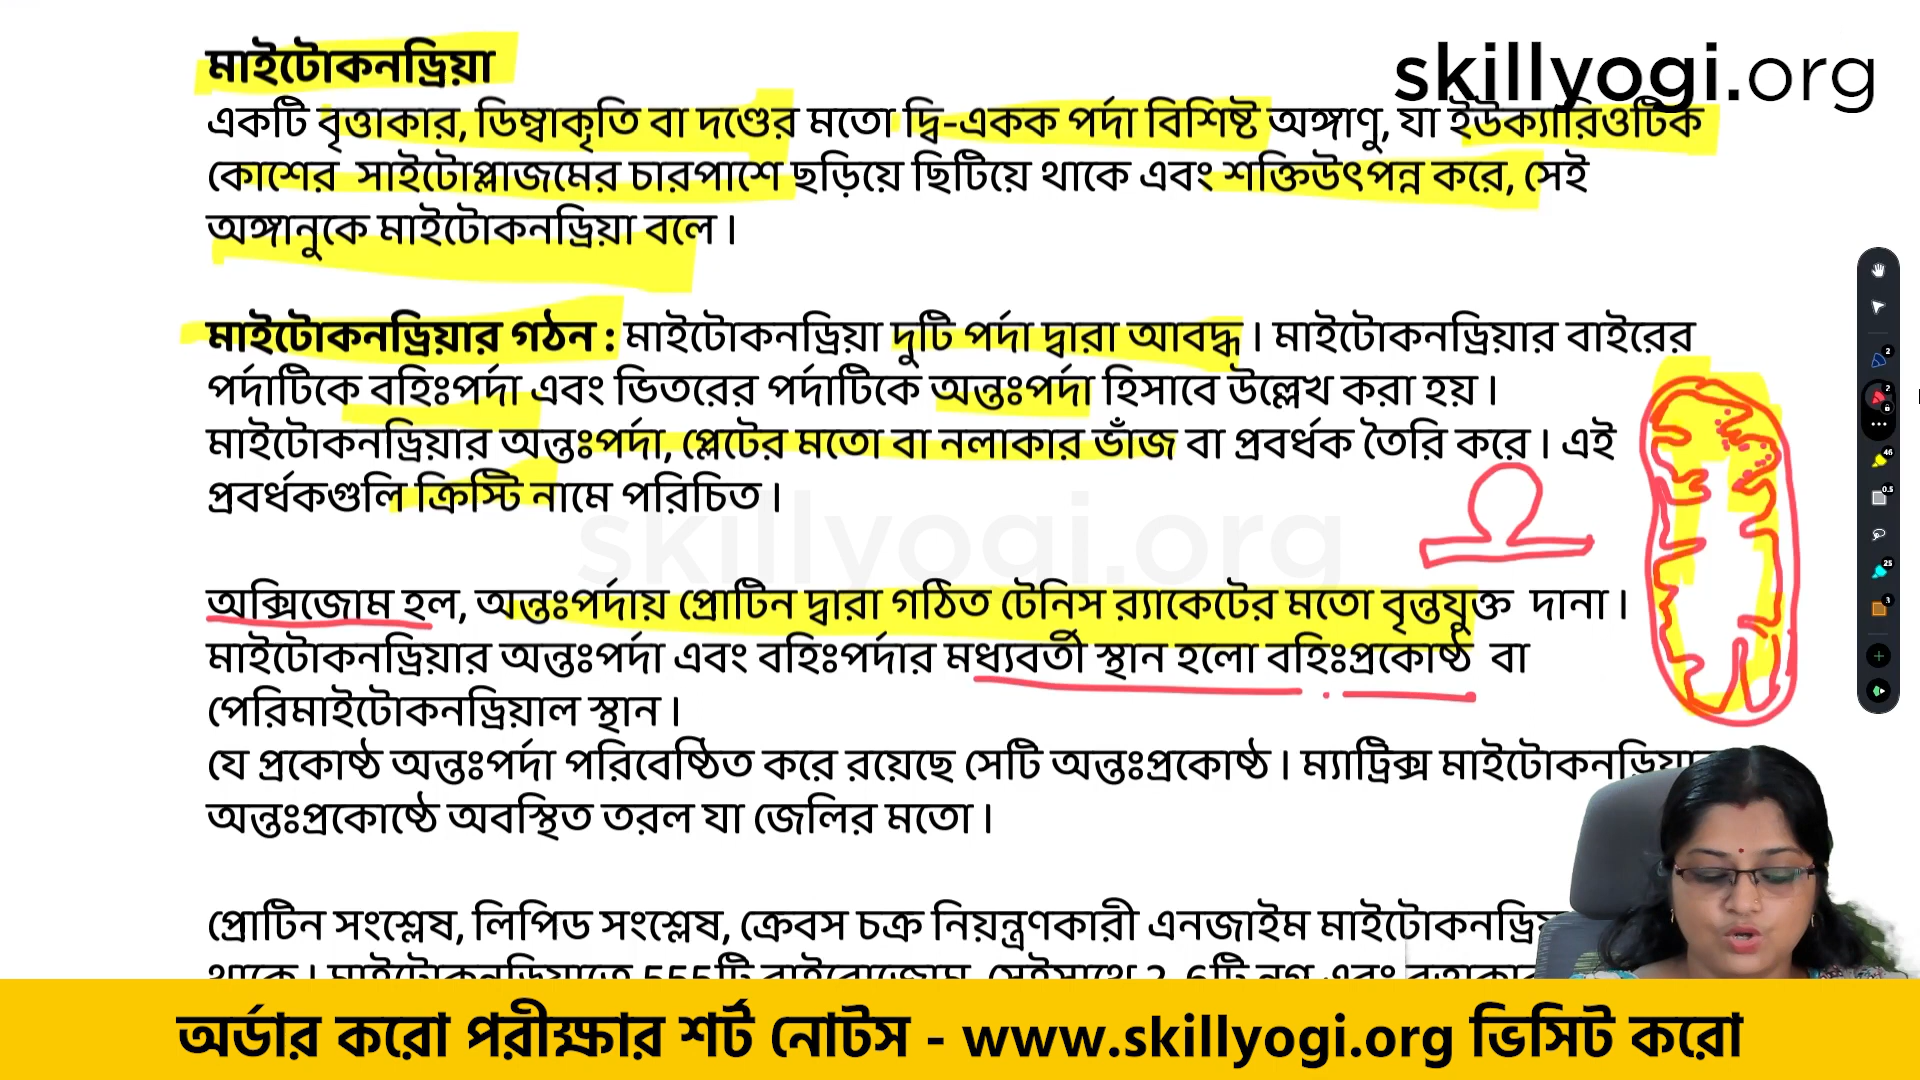 skillyogi.org
মাইটোকনড্রিয়া
একটি বৃত্তাকার, ডিম্বাকৃতি বা দণ্ডের মতো দ্বি-একক পর্দা বিশিষ্ট অঙ্গাণু, যা ইউক্যারিওটিক
কোশের সাইটোপ্লাজমের চারপাশে ছড়িয়ে ছিটিয়ে থাকে এবং শক্তিউৎপন্ন করে, সেই
অঙ্গানুকে মাইটোকনড্রিয়া বলে।
মাইটোকনড্রিয়ার গঠন : মাইটোকনড্রিয়া দুটি পর্দা দ্বারা আবদ্ধ। মাইটোকনড্রিয়ার বাইরের
পর্দাটিকে বহিঃপর্দা এবং ভিতরের পর্দাটিকে অন্তঃপর্দা হিসাবে উল্লেখ করা হয়।
মাইটোকনড্রিয়ার অন্তঃপর্দা, প্লেটের মতো বা নলাকার ভাঁজ বা প্রবর্ধক তৈরি করে। এই
প্রবর্ধকগুলি ক্রিস্টি নামে পরিচিত।
skillyogi.org
অক্সিজোম হল, অন্তঃপর্দায় প্রোটিন দ্বারা গঠিত টেনিস র‍্যাকেটের মতো বৃন্তযুক্ত দানা।
মাইটোকনড্রিয়ার অন্তঃপর্দা এবং বহিঃপর্দার মধ্যবর্তী স্থান হলো বহিঃপ্রকোষ্ঠ বা
পেরিমাইটোকনড্রিয়াল স্থান।
যে প্রকোষ্ঠ অন্তঃপর্দা পরিবেষ্ঠিত করে রয়েছে সেটি অন্তঃপ্রকোষ্ঠ। ম্যাট্রিক্স
অন্তঃপ্রকোষ্ঠে অবস্থিত তরল যা জেলির মতো।
প্রোটিন সংশ্লেষ, লিপিড সংশ্লেষ, ক্রেবস চক্র নিয়ন্ত্রণকারী এনজাইম
অর্ডার করো পরীক্ষার শর্ট নোটস - www.skillyogi.org ভিসিট করো